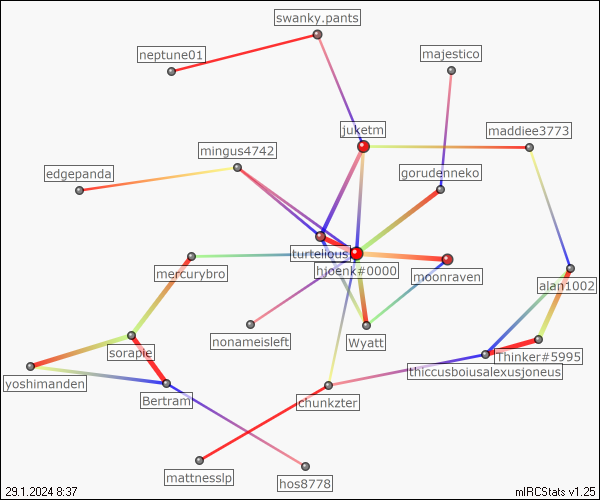 swanky.pants
neptune01
majestico
juketm
maddiee3773
mingus4742
edgepanda
gorudenneko
turtelious
hjoenk#0000
mercurybro
moonraven
alan1002
nonameisleft
Wyatt
sorapie
Thinker#5995
thiccusboiusalexusjoneus
yoshimanden
Bertram
chunkzter
mattnesslp
hos8778
29.1.2024 8:37
mIRCStats v1.25